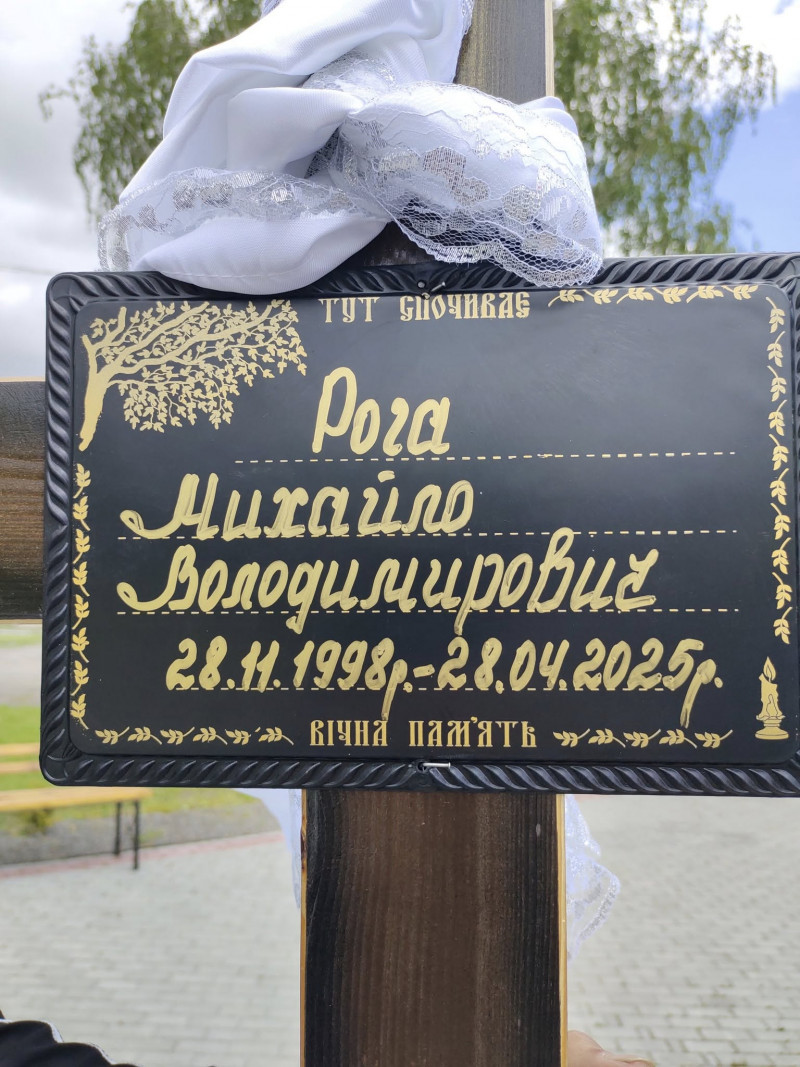 ТУТ СПОЧИВАЄ
Рога
Михайло
Володимирович
28.11.1998р.-28.04.2025р.
ВІЧНА ПАМ'ЯТЬ